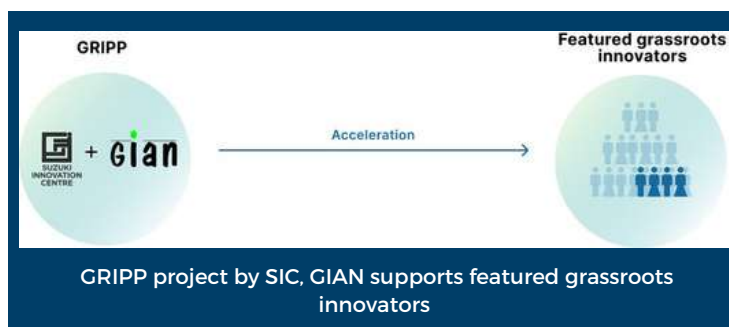 GRIPP
Featured grassroots
innovators
SUZUKI
INNOVATION
CENTRE
+
GIan
Acceleration
GRIPP project by SIC, GIAN supports featured grassroots
innovators